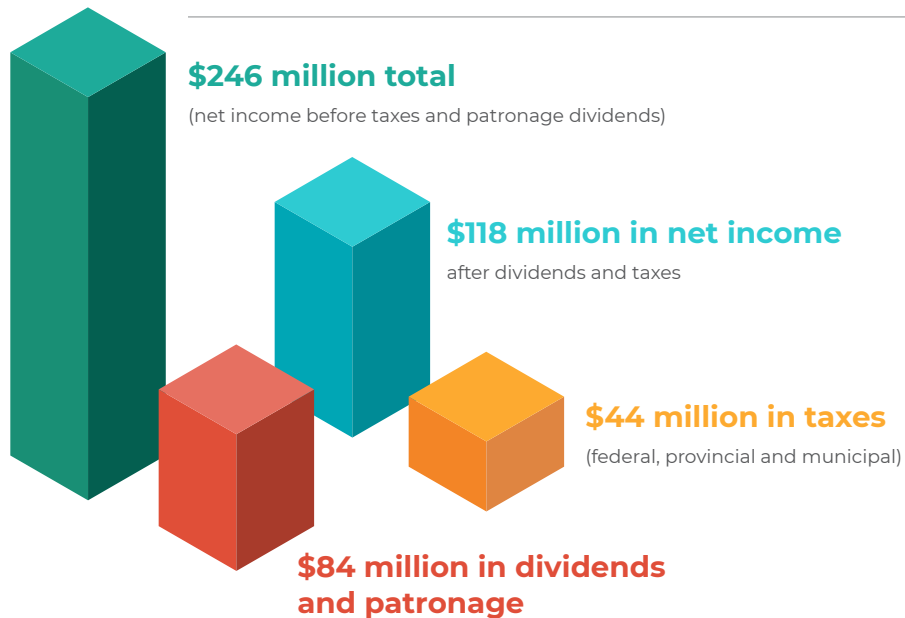 $246 million total
(net income before taxes and patronage dividends)
$118 million in net income
after dividends and taxes
$44 million in taxes
(federal, provincial and municipal)
$84 million in dividends
and patronage